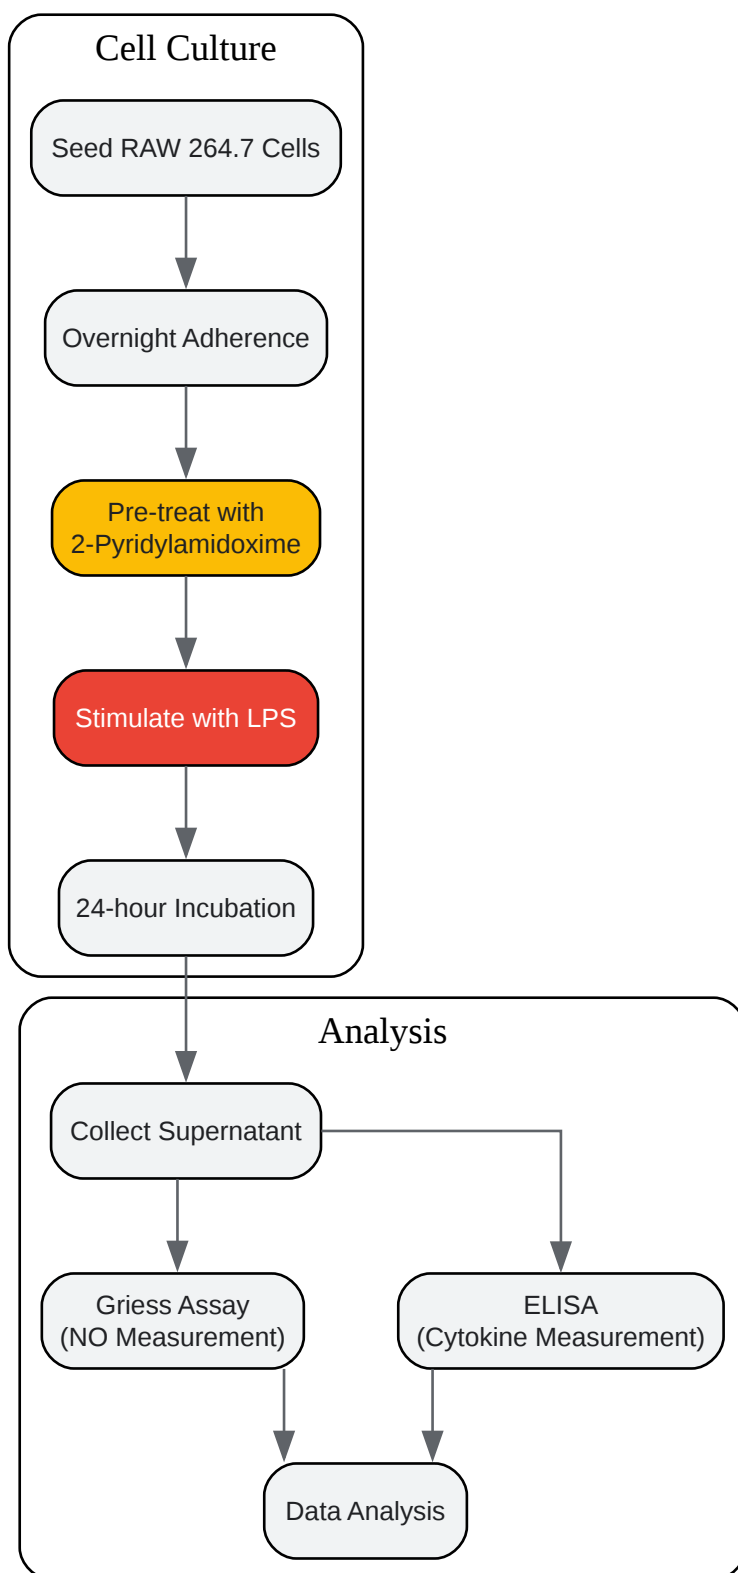 Cell Culture
Seed RAW 264.7 Cells
Overnight Adherence
Pre-treat with
2-Pyridylamidoxime
Stimulate with LPS
24-hour Incubation
Analysis
Collect Supernatant
Griess Assay
(NO Measurement)
ELISA
(Cytokine Measurement)
Data Analysis